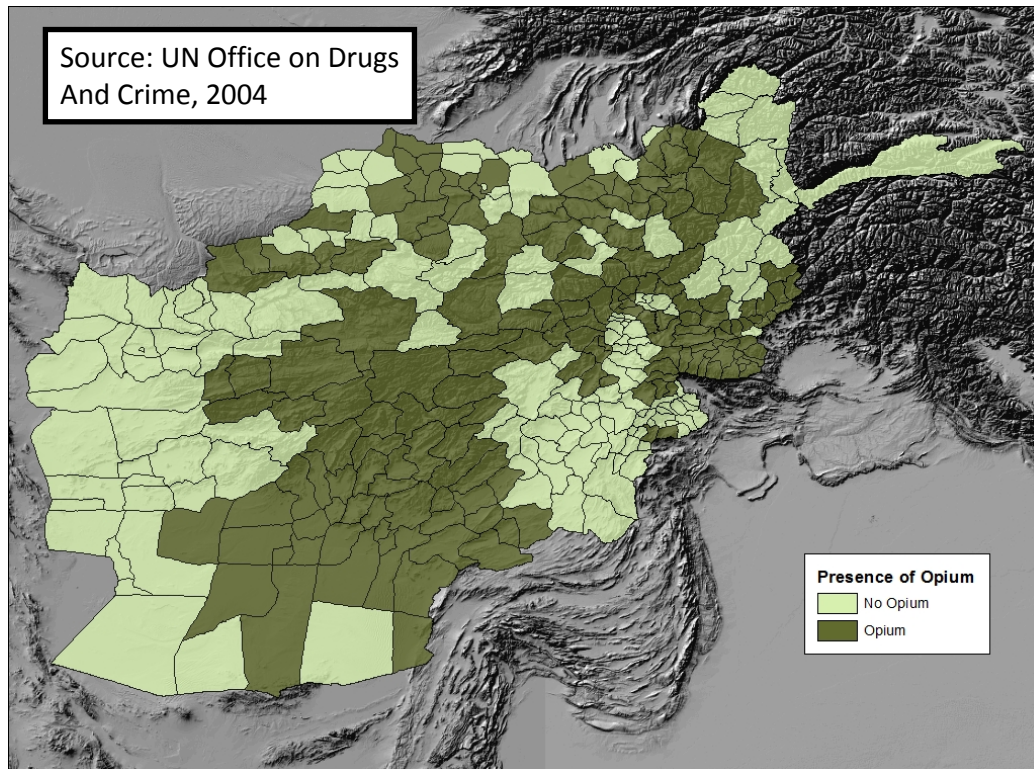 Source: UN Office on Drugs
And Crime, 2004
Presence of Opium
No Opium
Opium